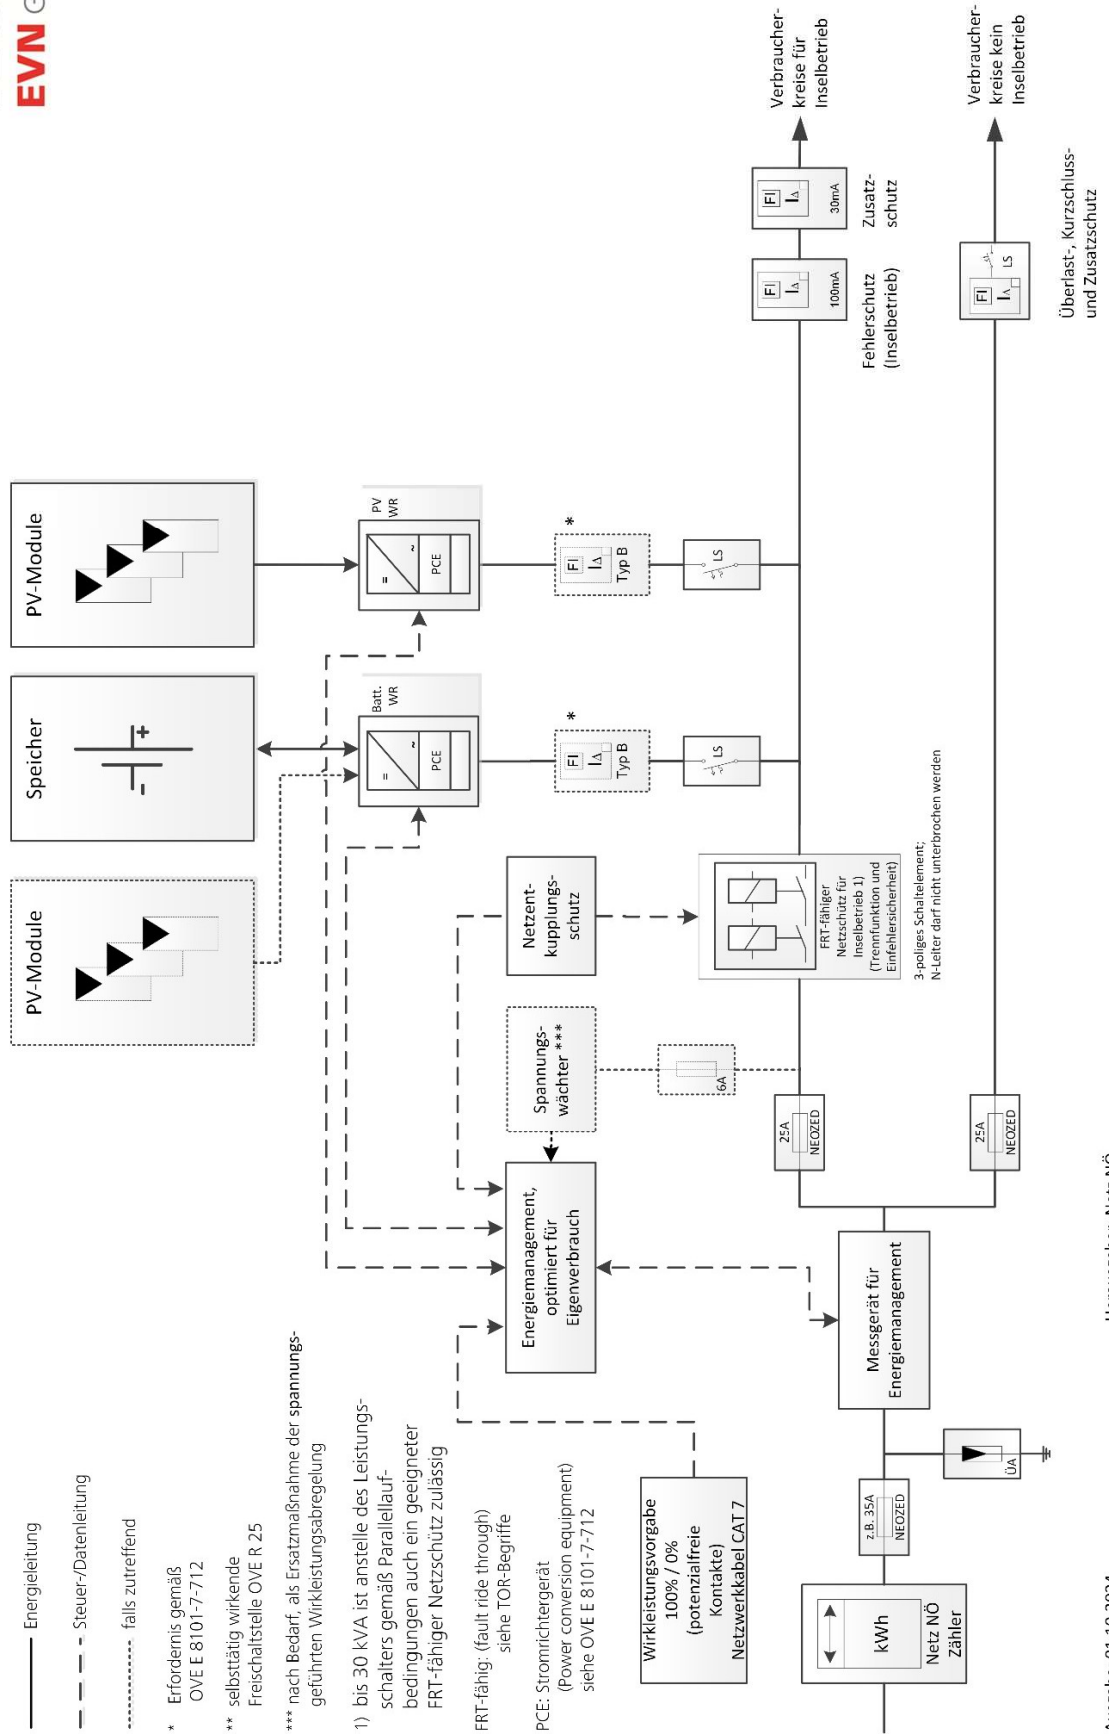 EVN
Energieleitung
Steuer-/Datenleitung
falls zutreffend
* Erfordernis gemäß
OVE E 8101-7-712
** selbsttätig wirkende
Freischaltstelle OVE R 25
*** nach Bedarf, als Ersatzmaßnahme der spannungs-
geführten Wirkleistungsabregelung
1) bis 30 kVA ist anstelle des Leistungs-
schalters gemäß Parallellauf-
bedingungen auch ein geeigneter
FRT-fähiger Netzschütz zulässig
FRT-fähig: (fault ride through)
siehe TOR-Begriffe
PCE: Stromrichtergerät
(Power conversion equipment)
siehe OVE E 8101-7-712
PV-Module
Speicher
- +
PV-Module
Batt.
WR
=
~
PCE
PV
WR
=
~
PCE
FI
I∆
Typ B
*
FI
I∆
Typ B
*
LS
LS
Netzent-
kupplungs-
schutz
Spannungs-
wächter ***
6A
Energiemanagement,
optimiert für
Eigenverbrauch
FRT-fähiger
Netzschütz für
Inselbetrieb 1)
(Trennfunktion und
Einfehlersicherheit)
3-poliges Schaltelement;
N-Leiter darf nicht unterbrochen werden
Wirkleistungsvorgabe
100% / 0%
(potenzialfreie
Kontakte)
Netzwerkkabel CAT 7
kWh
Netz NÖ
Zähler
z.B. 35A
NEOZED
ÜA
Messgerät für
Energiemanagement
25A
NEOZED
25A
NEOZED
FI
I∆
100mA
Fehlerschutz
(Inselbetrieb)
FI
I∆
30mA
Zusatz-
schutz
Verbraucher-
kreise für
Inselbetrieb
FI
I∆
LS
Überlast-, Kurzschluss-
und Zusatzschutz
Verbraucher-
kreise kein
Inselbetrieb